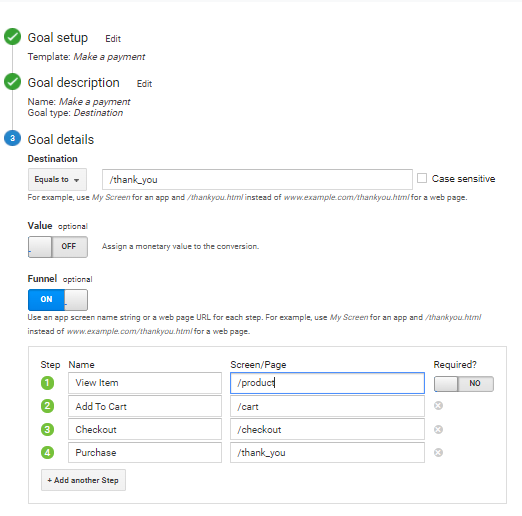 Goal setup Edit
Template: Make a payment
Goal description Edit
Name: Make a payment
Goal type: Destination
3 Goal details
Destination
Equals to /thank_you Case sensitive
For example, use My Screen for an app and /thankyou.html instead of www.example.com/thankyou.html for a web page.
Value optional
OFF Assign a monetary value to the conversion.
Funnel optional
ON
Use an app screen name string or a web page URL for each step. For example, use My Screen for an app and /thankyou.html
instead of www.example.com/thankyou.html for a web page.
Step Name Screen/Page Required?
1 View Item /product NO
2 Add To Cart /cart
3 Checkout /checkout
4 Purchase /thank_you
+ Add another Step